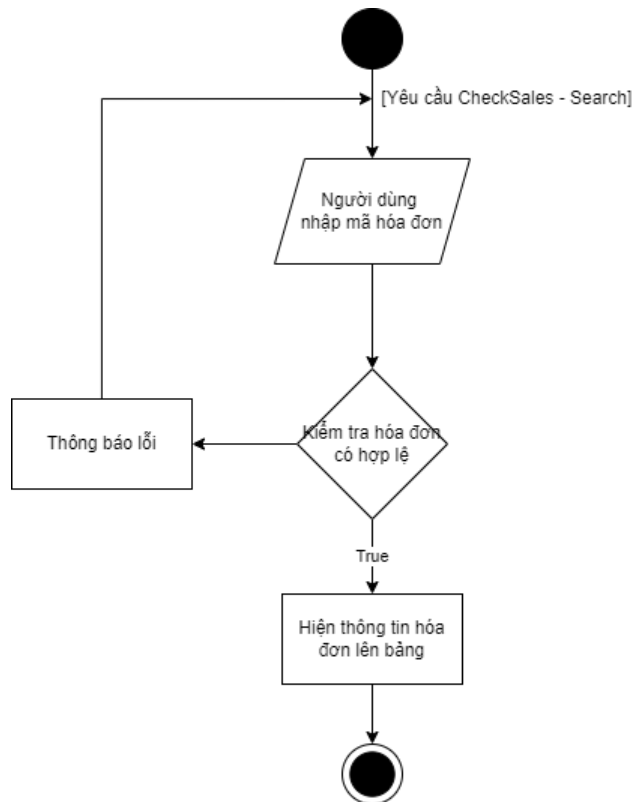 [Yêu cầu CheckSales - Search]
Người dùng
nhập mã hóa đơn
Kiểm tra hóa đơn
có hợp lệ
Thông báo lỗi
True
Hiện thông tin hóa
đơn lên bảng